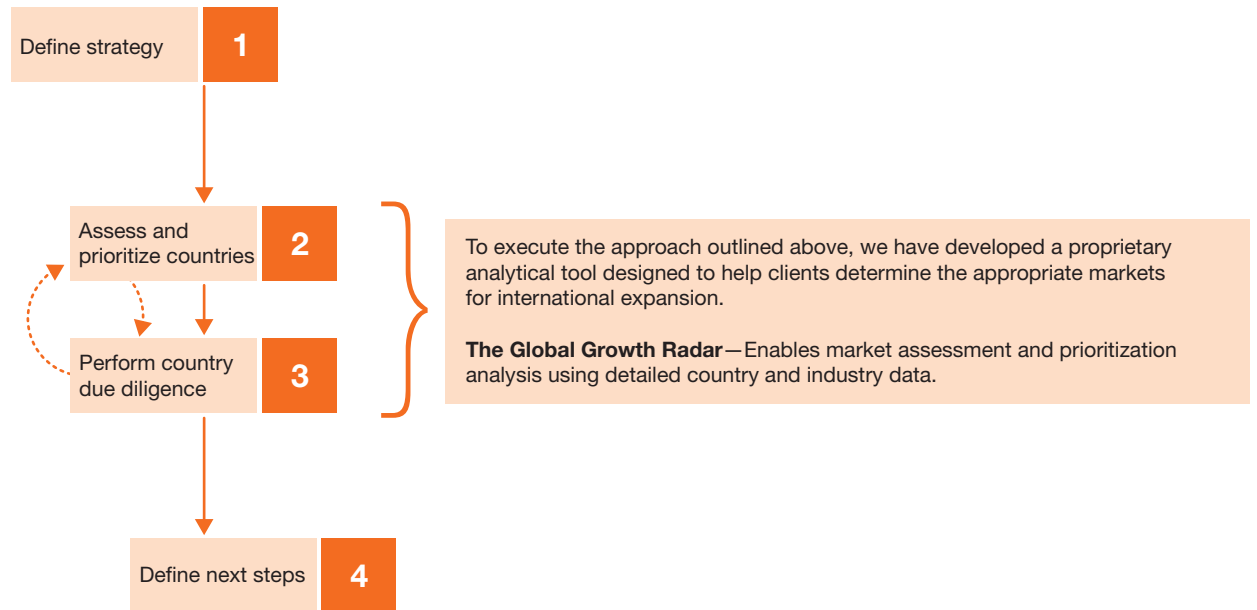 Define strategy
1
Assess and
prioritize countries
2
Perform country
due diligence
3
To execute the approach outlined above, we have developed a proprietary
analytical tool designed to help clients determine the appropriate markets
for international expansion.
The Global Growth Radar—Enables market assessment and prioritization
analysis using detailed country and industry data.
Define next steps
4